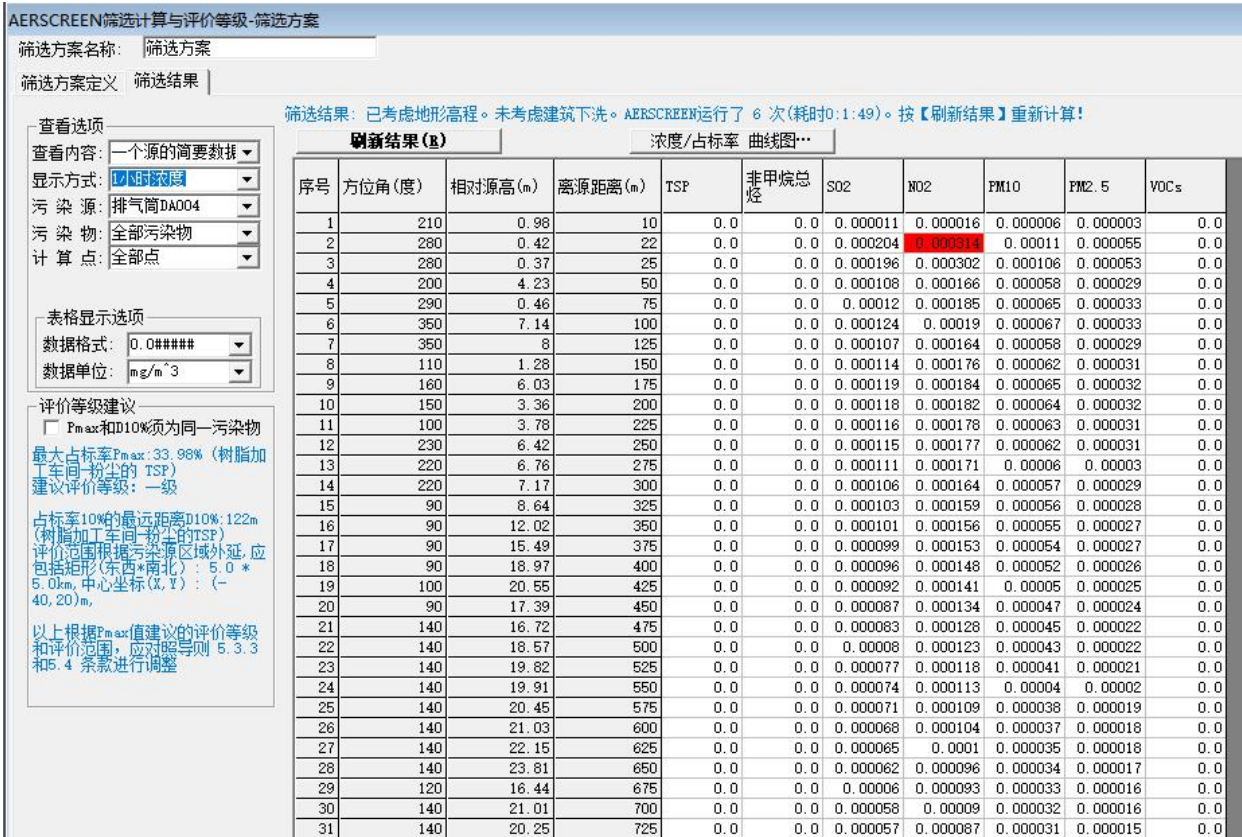 AERSCREEN筛选计算与评价等级-筛选方案
筛选方案名称: 筛选方案
筛选方案定义 筛选结果
筛选结果: 已考虑地形高程。未考虑建筑下洗。AERSCREEN运行了 6 次(耗时0:1:49)。按【刷新结果】重新计算!
刷新结果(R) 浓度/占标率 曲线图…
查看选项
查看内容: 一个源的简要数据
显示方式: 1小时浓度
污 染 源: 排气筒DA004
污 染 物: 全部污染物
计 算 点: 全部点
表格显示选项
数据格式: 0.0#####
数据单位: mg/m^3
评价等级建议
Pmax和D10%须为同一污染物
最大占标率Pmax:33.98% (树脂加
工车间-粉尘的 TSP)
建议评价等级: 一级
占标率10%的最远距离D10%:122m
(树脂加工车间-粉尘的TSP)
评价范围根据污染源区域外延,应
包括矩形(东西*南北) : 5.0 *
5.0km,中心坐标(X,Y) : (-
40,20)m,
以上根据Pmax值建议的评价等级
和评价范围, 应对照导则 5.3.3
和5.4 条款进行调整
序号 方位角(度) 相对源高(m) 离源距离(m) TSP 非甲烷总烃 SO2 NO2 PM10 PM2.5 VOCs
1 210 0.98 10 0.0 0.0 0.000011 0.000016 0.000006 0.000003 0.0
2 280 0.42 22 0.0 0.0 0.000204 0.000314 0.00011 0.000055 0.0
3 280 0.37 25 0.0 0.0 0.000196 0.000302 0.000106 0.000053 0.0
4 200 4.23 50 0.0 0.0 0.000108 0.000166 0.000058 0.000029 0.0
5 290 0.46 75 0.0 0.0 0.00012 0.000185 0.000065 0.000033 0.0
6 350 7.14 100 0.0 0.0 0.000124 0.00019 0.000067 0.000033 0.0
7 350 8 125 0.0 0.0 0.000107 0.000164 0.000058 0.000029 0.0
8 110 1.28 150 0.0 0.0 0.000114 0.000176 0.000062 0.000031 0.0
9 160 6.03 175 0.0 0.0 0.000119 0.000184 0.000065 0.000032 0.0
10 150 3.36 200 0.0 0.0 0.000118 0.000182 0.000064 0.000032 0.0
11 100 3.78 225 0.0 0.0 0.000116 0.000178 0.000063 0.000031 0.0
12 230 6.42 250 0.0 0.0 0.000115 0.000177 0.000062 0.000031 0.0
13 220 6.76 275 0.0 0.0 0.000111 0.000171 0.00006 0.00003 0.0
14 220 7.17 300 0.0 0.0 0.000106 0.000164 0.000057 0.000029 0.0
15 90 8.64 325 0.0 0.0 0.000103 0.000159 0.000056 0.000028 0.0
16 90 12.02 350 0.0 0.0 0.000101 0.000156 0.000055 0.000027 0.0
17 90 15.49 375 0.0 0.0 0.000099 0.000153 0.000054 0.000027 0.0
18 90 18.97 400 0.0 0.0 0.000096 0.000148 0.000052 0.000026 0.0
19 100 20.55 425 0.0 0.0 0.000092 0.000141 0.00005 0.000025 0.0
20 90 17.39 450 0.0 0.0 0.000087 0.000134 0.000047 0.000024 0.0
21 140 16.72 475 0.0 0.0 0.000083 0.000128 0.000045 0.000022 0.0
22 140 18.57 500 0.0 0.0 0.00008 0.000123 0.000043 0.000022 0.0
23 140 19.82 525 0.0 0.0 0.000077 0.000118 0.000041 0.000021 0.0
24 140 19.91 550 0.0 0.0 0.000074 0.000113 0.00004 0.00002 0.0
25 140 20.45 575 0.0 0.0 0.000071 0.000109 0.000038 0.000019 0.0
26 140 21.03 600 0.0 0.0 0.000068 0.000104 0.000037 0.000018 0.0
27 140 22.15 625 0.0 0.0 0.000065 0.0001 0.000035 0.000018 0.0
28 140 23.81 650 0.0 0.0 0.000062 0.000096 0.000034 0.000017 0.0
29 120 16.44 675 0.0 0.0 0.00006 0.000093 0.000033 0.000016 0.0
30 140 21.01 700 0.0 0.0 0.000058 0.00009 0.000032 0.000016 0.0
31 140 20.25 725 0.0 0.0 0.000057 0.000087 0.000031 0.000015 0.0